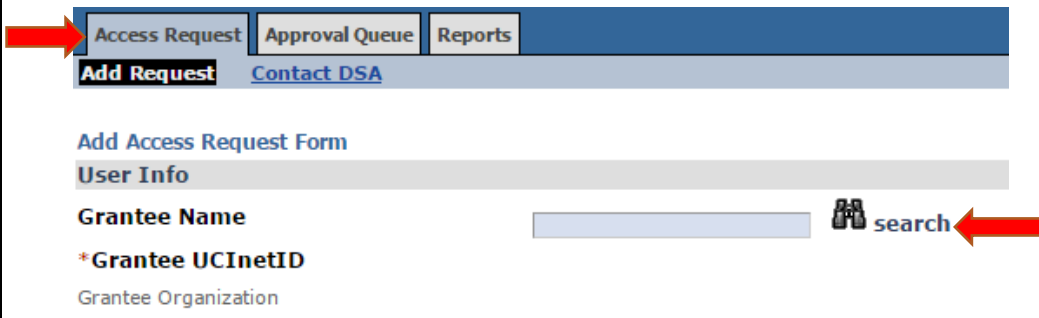 Access Request Approval Queue Reports
Add Request Contact DSA
Add Access Request Form
User Info
Grantee Name search
*Grantee UCInetID
Grantee Organization